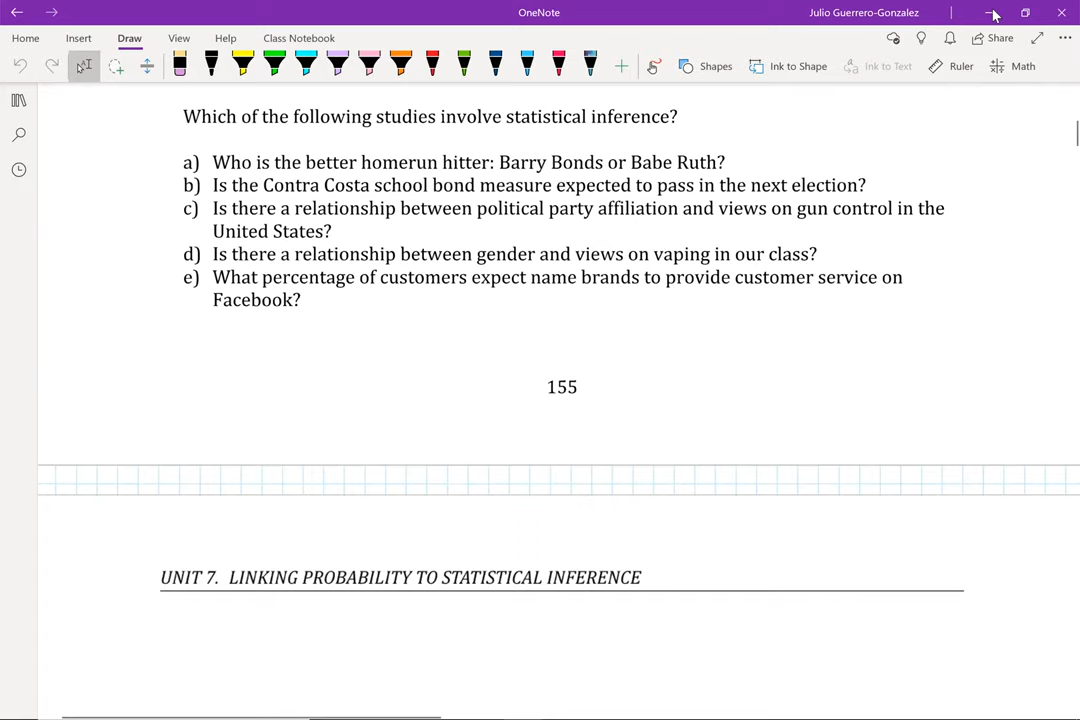 OneNote
Julio Guerrero-Gonzalez
Home Insert Draw View Help Class Notebook
Share
Shapes Ink to Shape Ink to Text Ruler Math
Which of the following studies involve statistical inference?
a) Who is the better homerun hitter: Barry Bonds or Babe Ruth?
b) Is the Contra Costa school bond measure expected to pass in the next election?
c) Is there a relationship between political party affiliation and views on gun control in the
United States?
d) Is there a relationship between gender and views on vaping in our class?
e) What percentage of customers expect name brands to provide customer service on
Facebook?
155
UNIT 7. LINKING PROBABILITY TO STATISTICAL INFERENCE